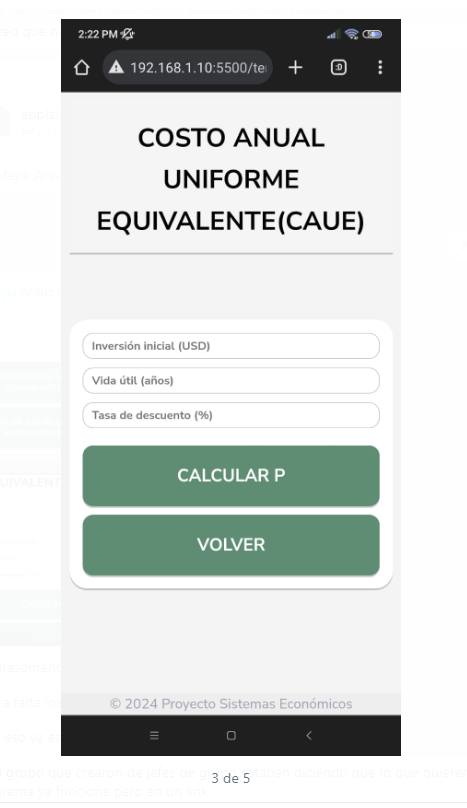 2:22 PM
192.168.1.10:5500/te
COSTO ANUAL
UNIFORME
EQUIVALENTE(CAUE)
Inversión inicial (USD)
Vida útil (años)
Tasa de descuento (%)
CALCULAR P
VOLVER
© 2024 Proyecto Sistemas Económicos
3 de 5